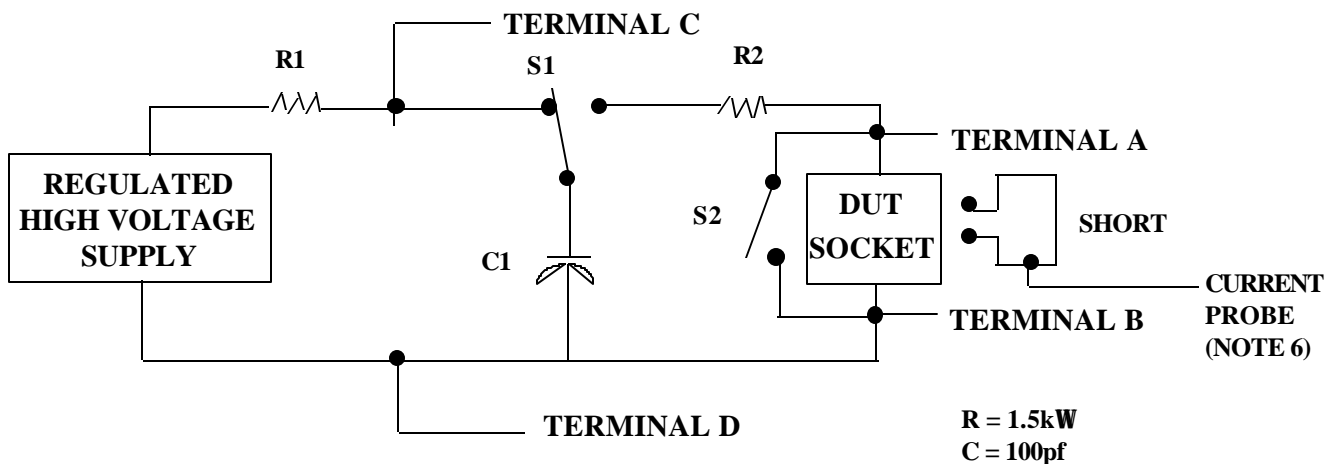 TERMINAL C
R1
S1
R2
TERMINAL A
REGULATED
HIGH VOLTAGE
SUPPLY
S2
DUT
SOCKET
SHORT
C1
CURRENT
PROBE
(NOTE 6)
TERMINAL B
TERMINAL D
R = 1.5kW
C = 100pf